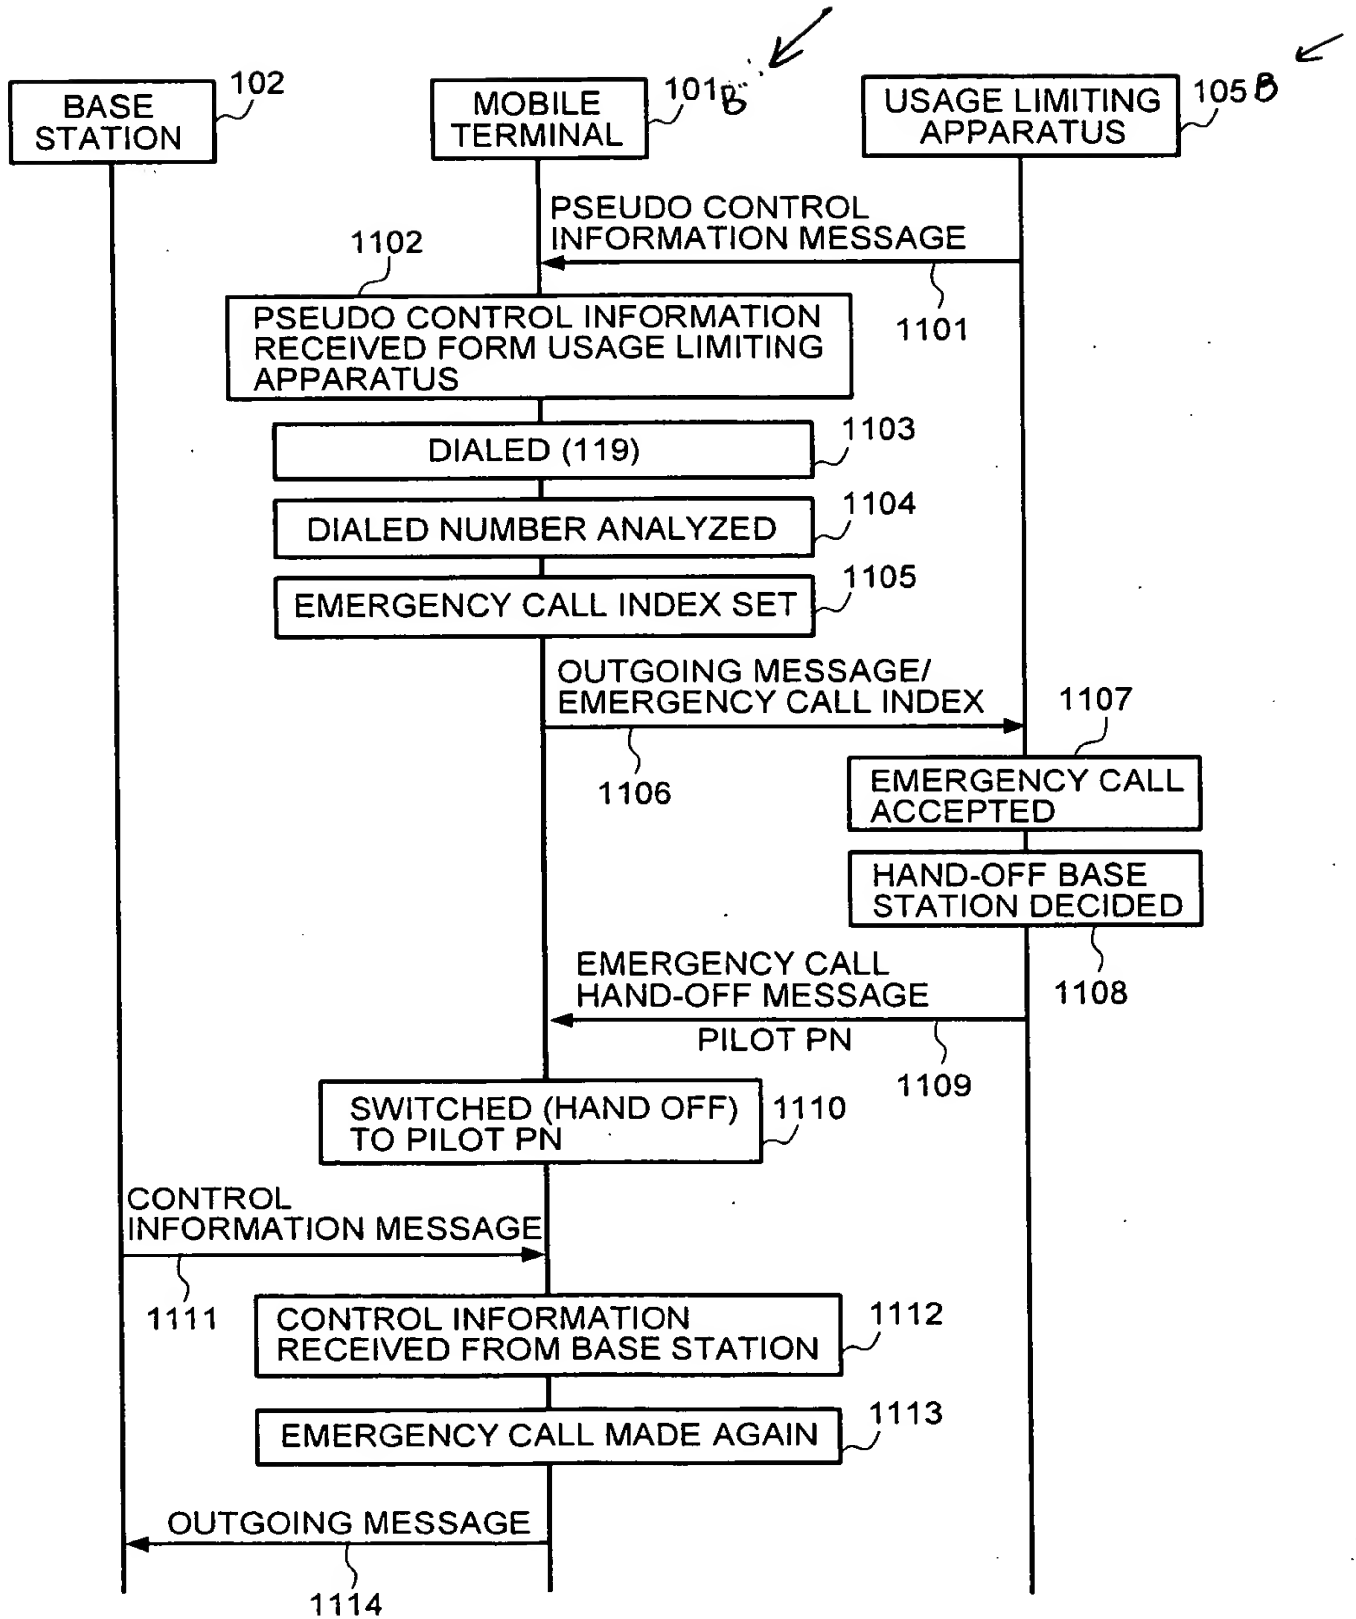 BASE
STATION
102
MOBILE
TERMINAL
101B
USAGE LIMITING
APPARATUS
105B
PSEUDO CONTROL
INFORMATION MESSAGE
1101
1102
PSEUDO CONTROL INFORMATION
RECEIVED FORM USAGE LIMITING
APPARATUS
DIALED (119)
1103
DIALED NUMBER ANALYZED
1104
EMERGENCY CALL INDEX SET
1105
OUTGOING MESSAGE/
EMERGENCY CALL INDEX
1106
1107
EMERGENCY CALL
ACCEPTED
HAND-OFF BASE
STATION DECIDED
1108
EMERGENCY CALL
HAND-OFF MESSAGE
PILOT PN
1109
SWITCHED (HAND OFF)
TO PILOT PN
1110
CONTROL
INFORMATION MESSAGE
1111
CONTROL INFORMATION
RECEIVED FROM BASE STATION
1112
EMERGENCY CALL MADE AGAIN
1113
OUTGOING MESSAGE
1114